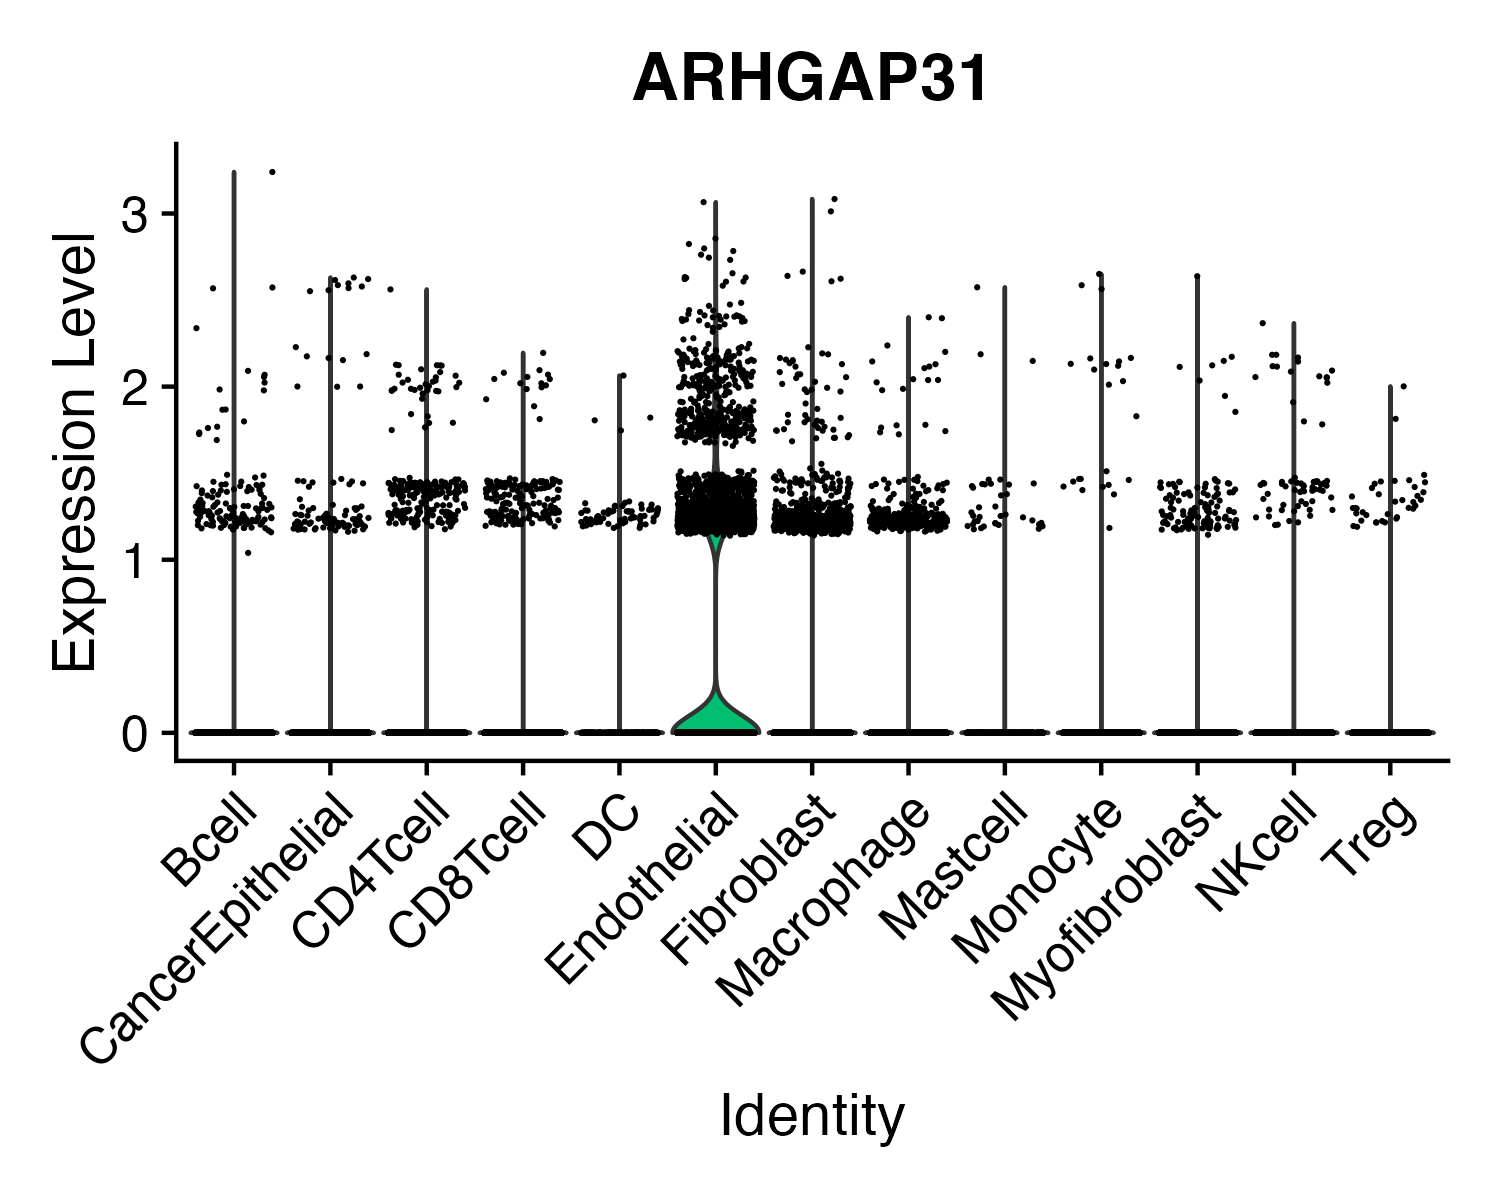 ARHGAP31
Expression Level
3
2
1
0
Bcell
CancerEpithelial
CD4Tcell
CD8Tcell
DC
Endothelial
Fibroblast
Macrophage
Mastcell
Monocyte
Myofibroblast
NKcell
Treg
Identity